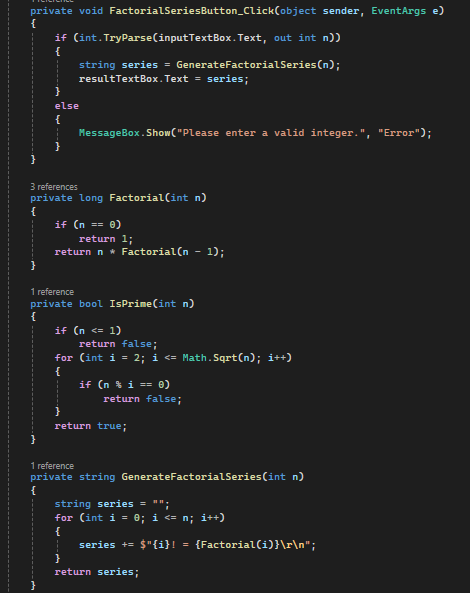 private void FactorialSeriesButton_Click(object sender, EventArgs e)
{
if (int.TryParse(inputTextBox.Text, out int n))
{
string series = GenerateFactorialSeries(n);
resultTextBox.Text = series;
}
else
{
MessageBox.Show("Please enter a valid integer.", "Error");
}
}
3 references
private long Factorial(int n)
{
if (n == 0)
return 1;
return n * Factorial(n - 1);
}
1 reference
private bool IsPrime(int n)
{
if (n <= 1)
return false;
for (int i = 2; i <= Math.Sqrt(n); i++)
{
if (n % i == 0)
return false;
}
return true;
}
1 reference
private string GenerateFactorialSeries(int n)
{
string series = "";
for (int i = 0; i <= n; i++)
{
series += $"{i}! = {Factorial(i)}\r\n";
}
return series;
}